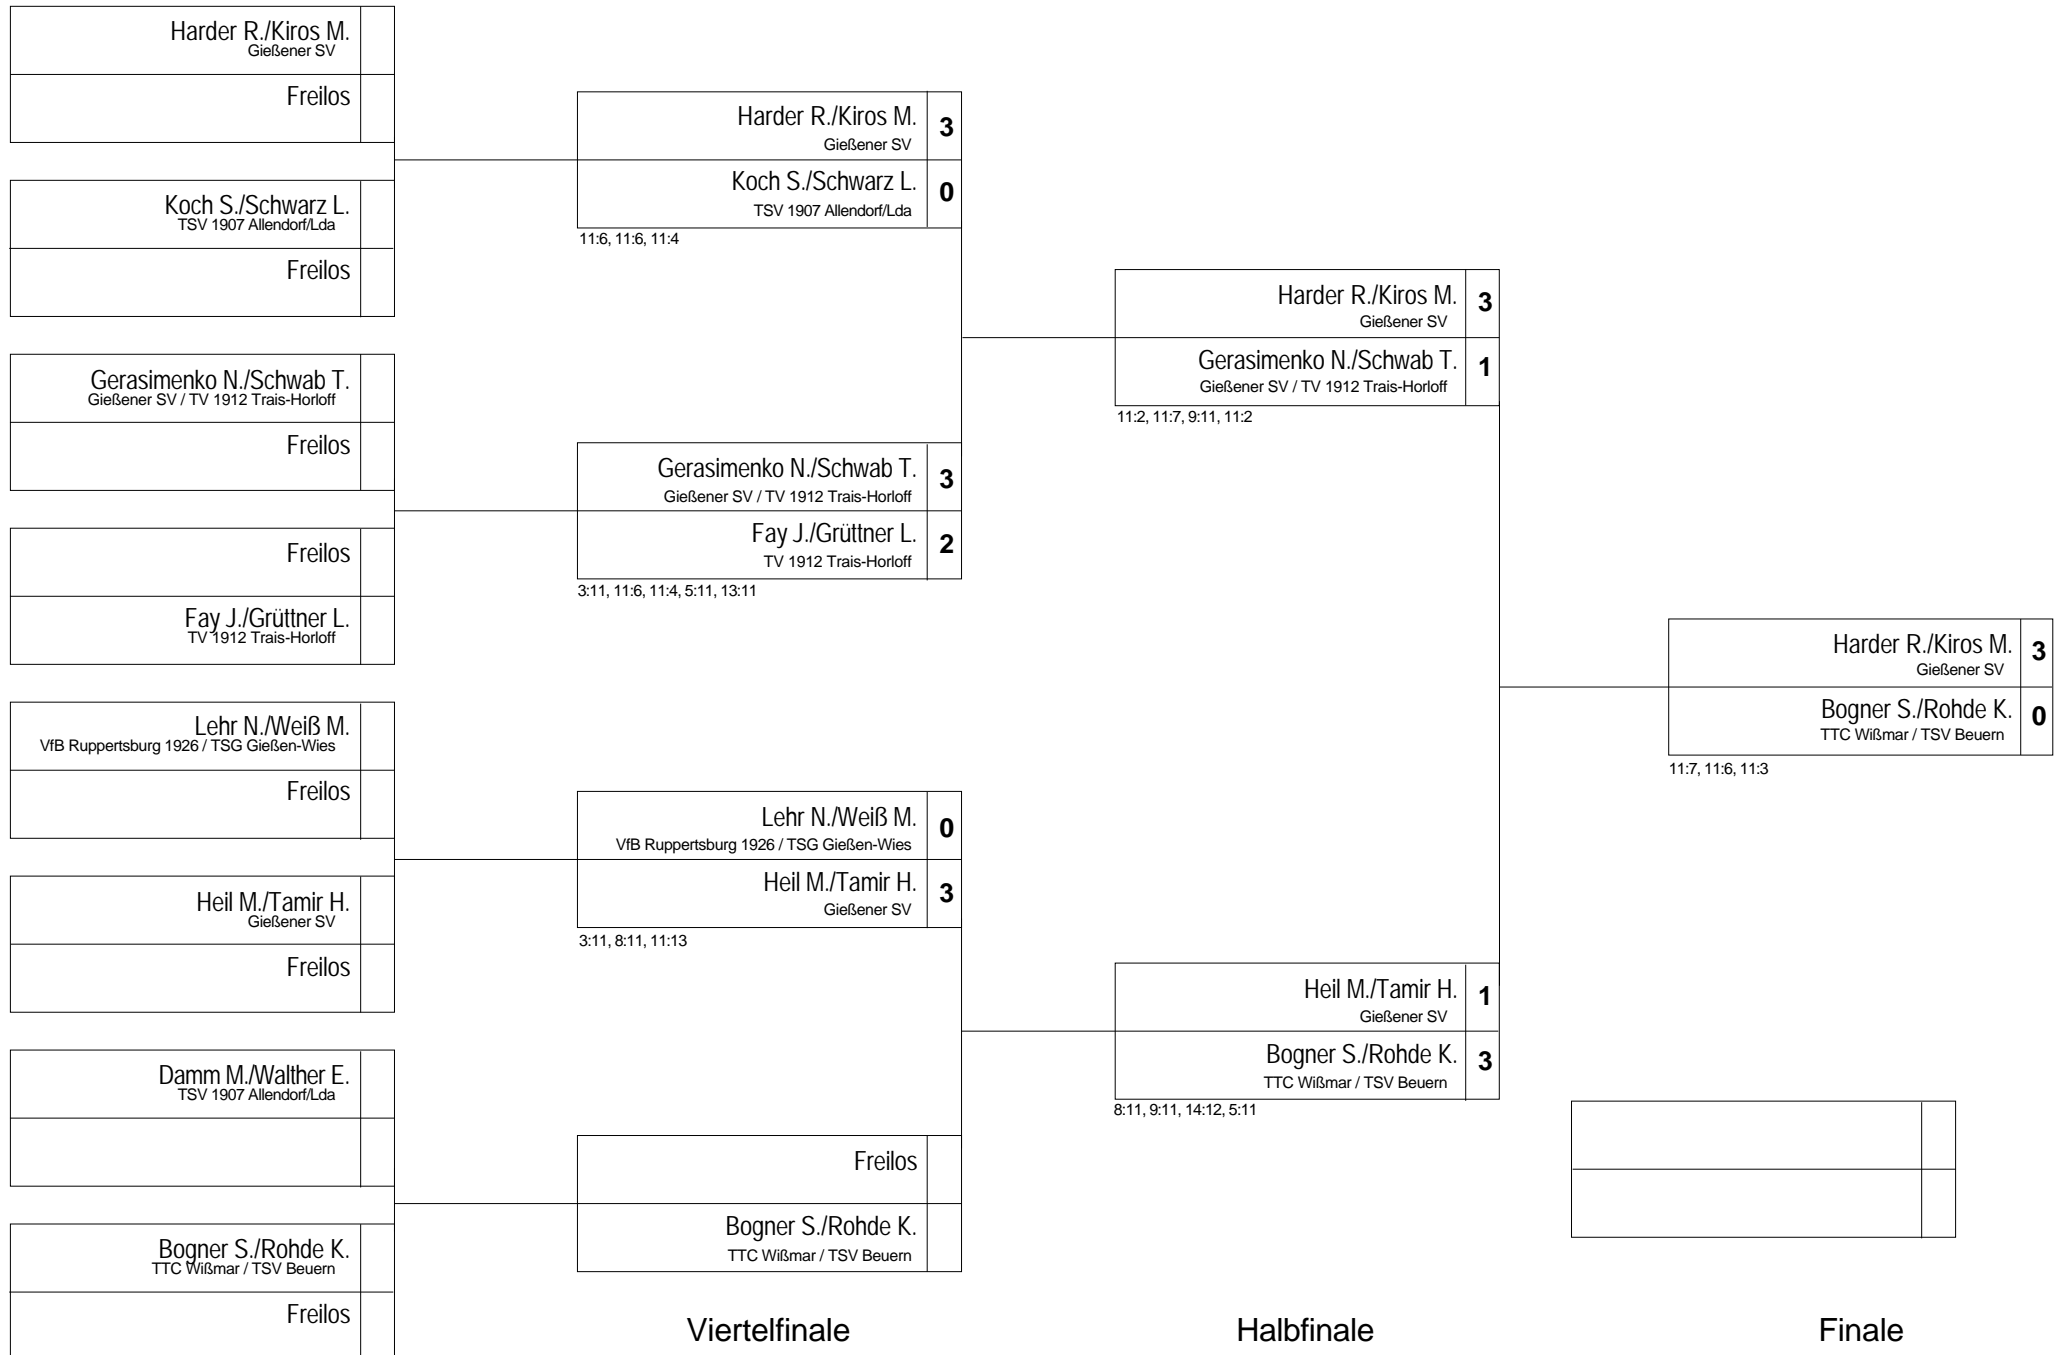 Harder R./Kiros M.
Gießener SV
Freilos
Koch S./Schwarz L.
TSV 1907 Allendorf/Lda
Freilos
Gerasimenko N./Schwab T.
Gießener SV / TV 1912 Trais-Horloff
Freilos
Freilos
Fay J./Grüttner L.
TV 1912 Trais-Horloff
Lehr N./Weiß M.
VfB Ruppertsburg 1926 / TSG Gießen-Wies
Freilos
Heil M./Tamir H.
Gießener SV
Freilos
Damm M./Walther E.
TSV 1907 Allendorf/Lda
Bogner S./Rohde K.
TTC Wißmar / TSV Beuern
Freilos
Harder R./Kiros M. 3
Gießener SV
Koch S./Schwarz L. 0
TSV 1907 Allendorf/Lda
11:6, 11:6, 11:4
Gerasimenko N./Schwab T. 3
Gießener SV / TV 1912 Trais-Horloff
Fay J./Grüttner L. 2
TV 1912 Trais-Horloff
3:11, 11:6, 11:4, 5:11, 13:11
Lehr N./Weiß M. 0
VfB Ruppertsburg 1926 / TSG Gießen-Wies
Heil M./Tamir H. 3
Gießener SV
3:11, 8:11, 11:13
Freilos
Bogner S./Rohde K.
TTC Wißmar / TSV Beuern
Viertelfinale
Harder R./Kiros M. 3
Gießener SV
Gerasimenko N./Schwab T. 1
Gießener SV / TV 1912 Trais-Horloff
11:2, 11:7, 9:11, 11:2
Heil M./Tamir H. 1
Gießener SV
Bogner S./Rohde K. 3
TTC Wißmar / TSV Beuern
8:11, 9:11, 14:12, 5:11
Halbfinale
Harder R./Kiros M. 3
Gießener SV
Bogner S./Rohde K. 0
TTC Wißmar / TSV Beuern
11:7, 11:6, 11:3
Finale